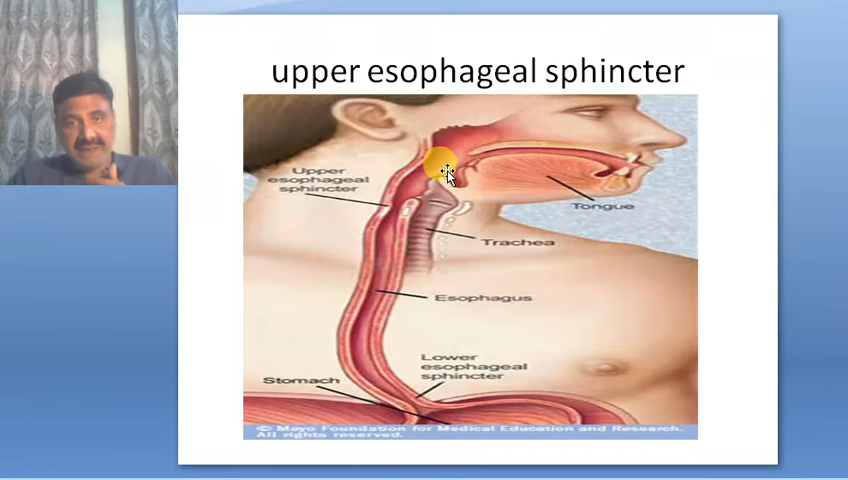 upper esophageal sphincter
Upper
esophageal
sphincter
Tongue
Trachea
Esophagus
Lower
esophageal
sphincter
Stomach
© Mayo Foundation for Medical Education and Research.
All rights reserved.